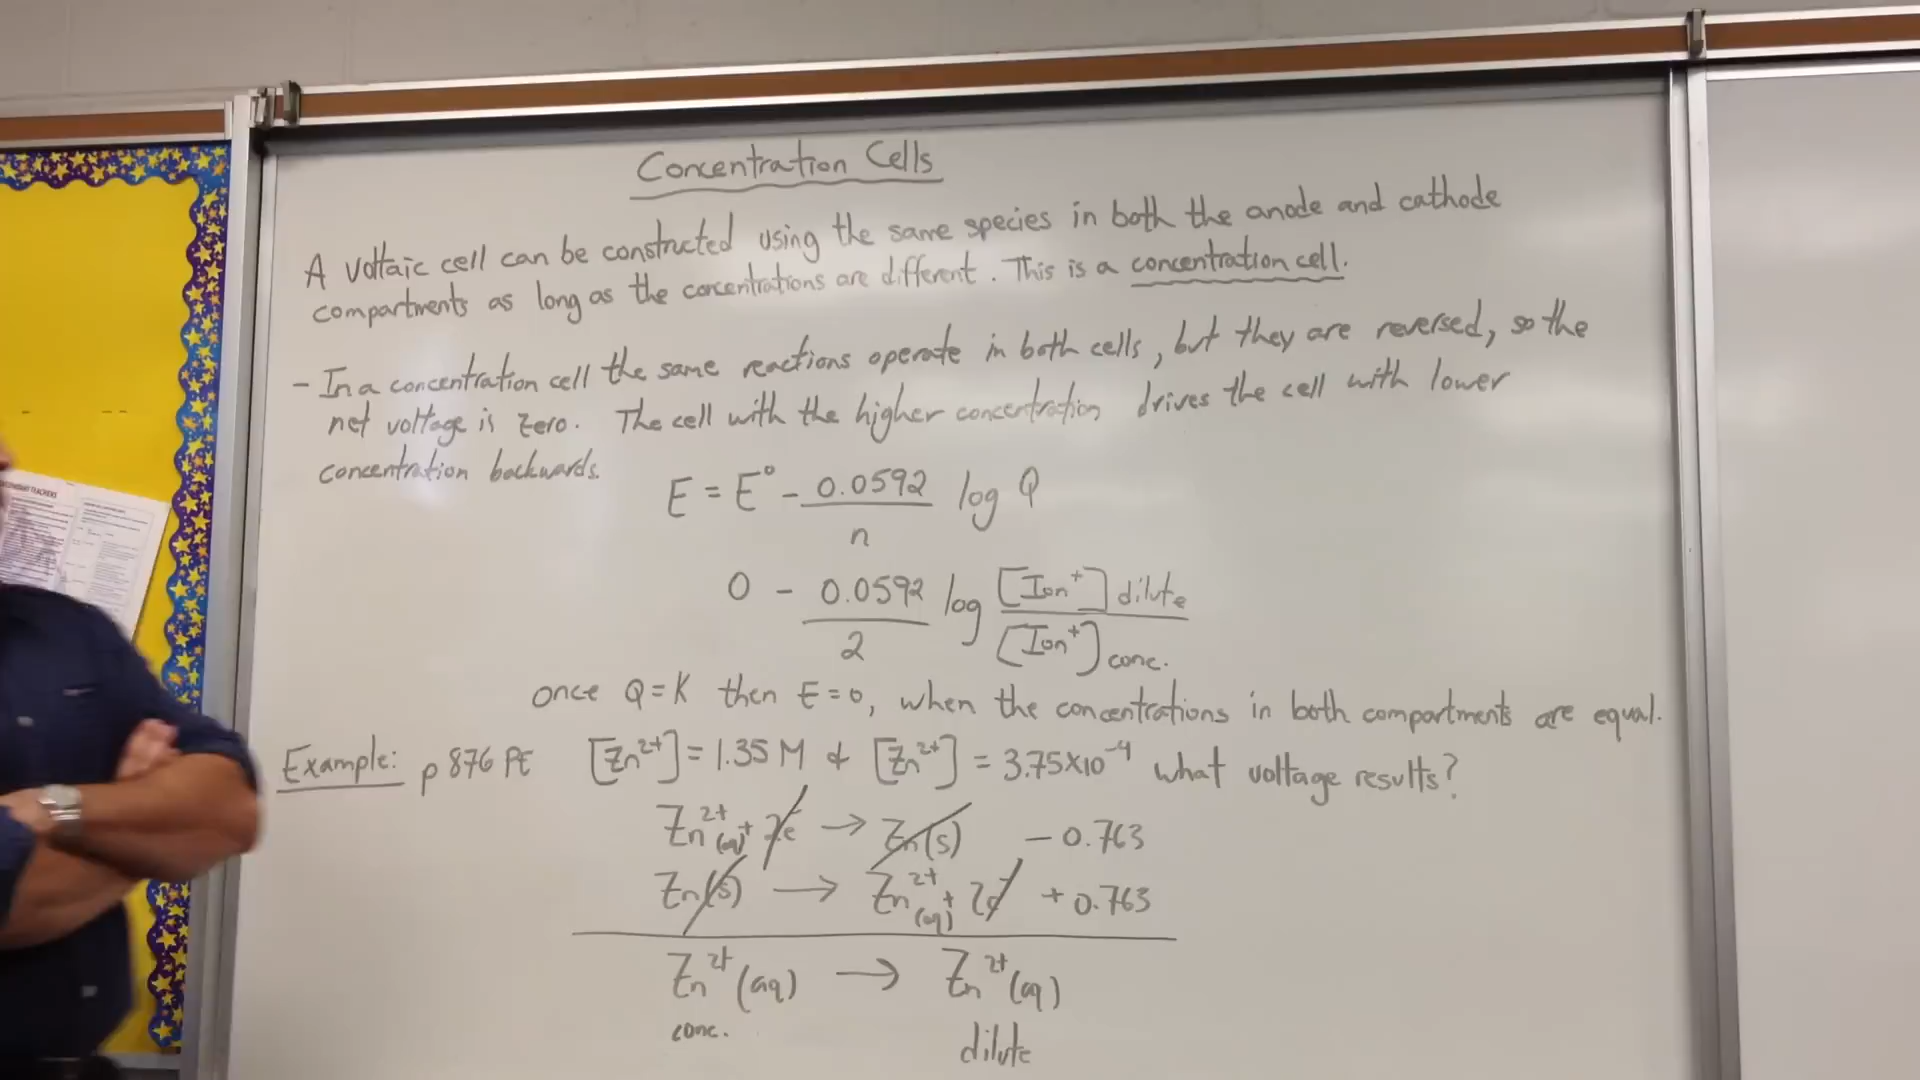 Concentration Cells
A voltaic cell can be constructed using the same species in both the anode and cathode
compartments as long as the concentrations are different. This is a concentration cell.
- In a concentration cell the same reactions operate in both cells, but they are reversed, so the
net voltage is zero. The cell with the higher concentration drives the cell with lower
concentration backwards.
E = E° - 0.0592/n log Q
0 - 0.0592/2 log [Ion⁺] dilute / [Ion⁺] conc.
once Q = K then E = 0, when the concentrations in both compartments are equal.
Example: p 876 PE [Zn²⁺] = 1.35 M & [Zn²⁺] = 3.75×10⁻⁴ what voltage results?
Zn²⁺(aq) + 2e → Zn(s) - 0.763
Zn(s) → Zn²⁺(aq) + 2e⁻ + 0.763
Zn²⁺(aq) → Zn²⁺(aq)
conc. dilute